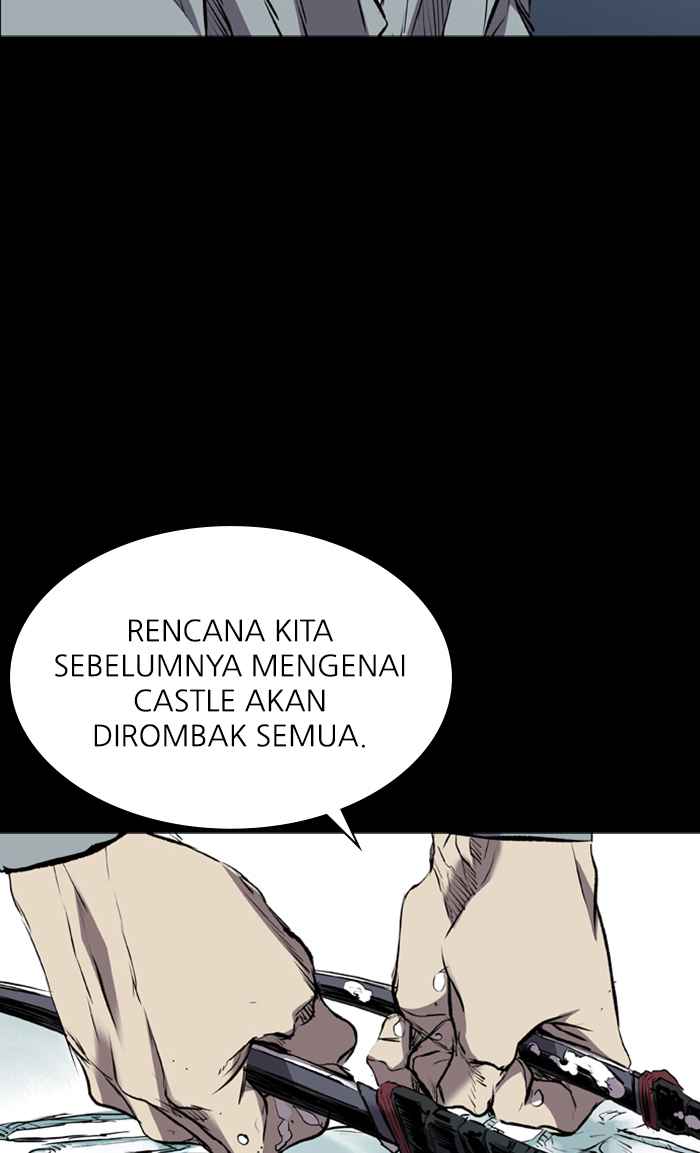 RENCANA KITA
SEBELUMNYA MENGENAI
CASTLE AKAN
DIROMBAK SEMUA.